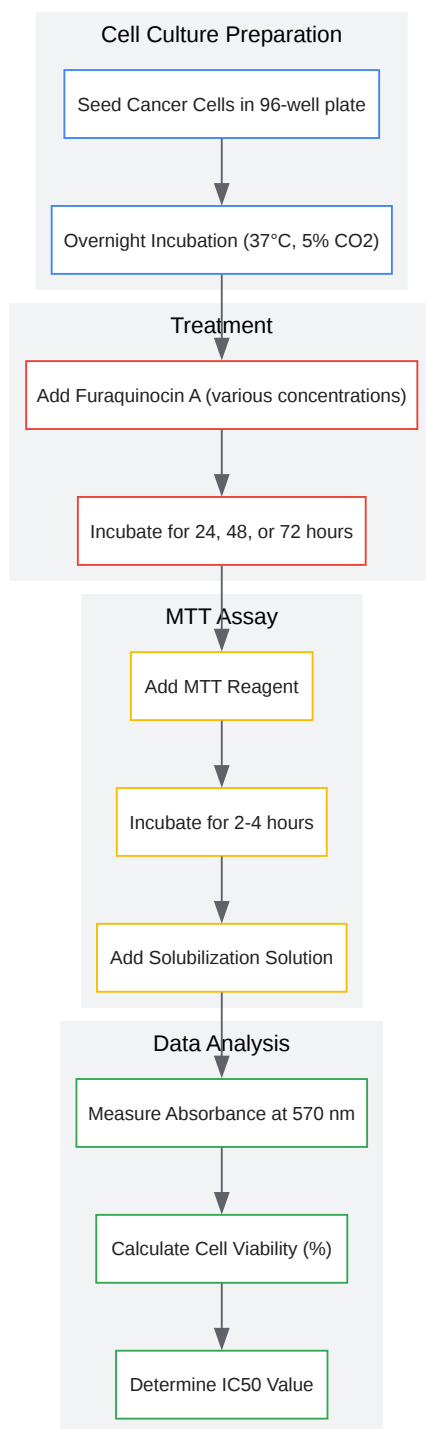 Cell Culture Preparation
Seed Cancer Cells in 96-well plate
Overnight Incubation (37°C, 5% CO2)
Treatment
Add Furaquinocin A (various concentrations)
Incubate for 24, 48, or 72 hours
MTT Assay
Add MTT Reagent
Incubate for 2-4 hours
Add Solubilization Solution
Data Analysis
Measure Absorbance at 570 nm
Calculate Cell Viability (%)
Determine IC50 Value